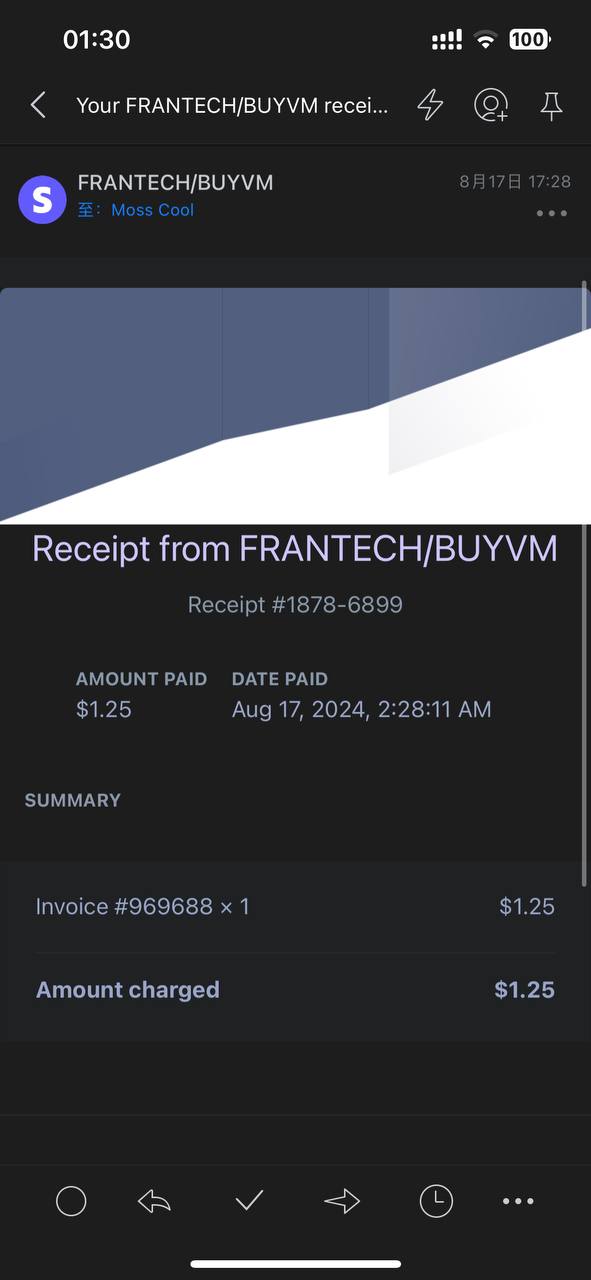 01:30
100
Your FRANTECH/BUYVM recei...
S
FRANTECH/BUYVM
8月17日 17:28
至: Moss Cool
Receipt from FRANTECH/BUYVM
Receipt #1878-6899
AMOUNT PAID DATE PAID
$1.25 Aug 17, 2024, 2:28:11 AM
SUMMARY
Invoice #969688 × 1 $1.25
Amount charged $1.25